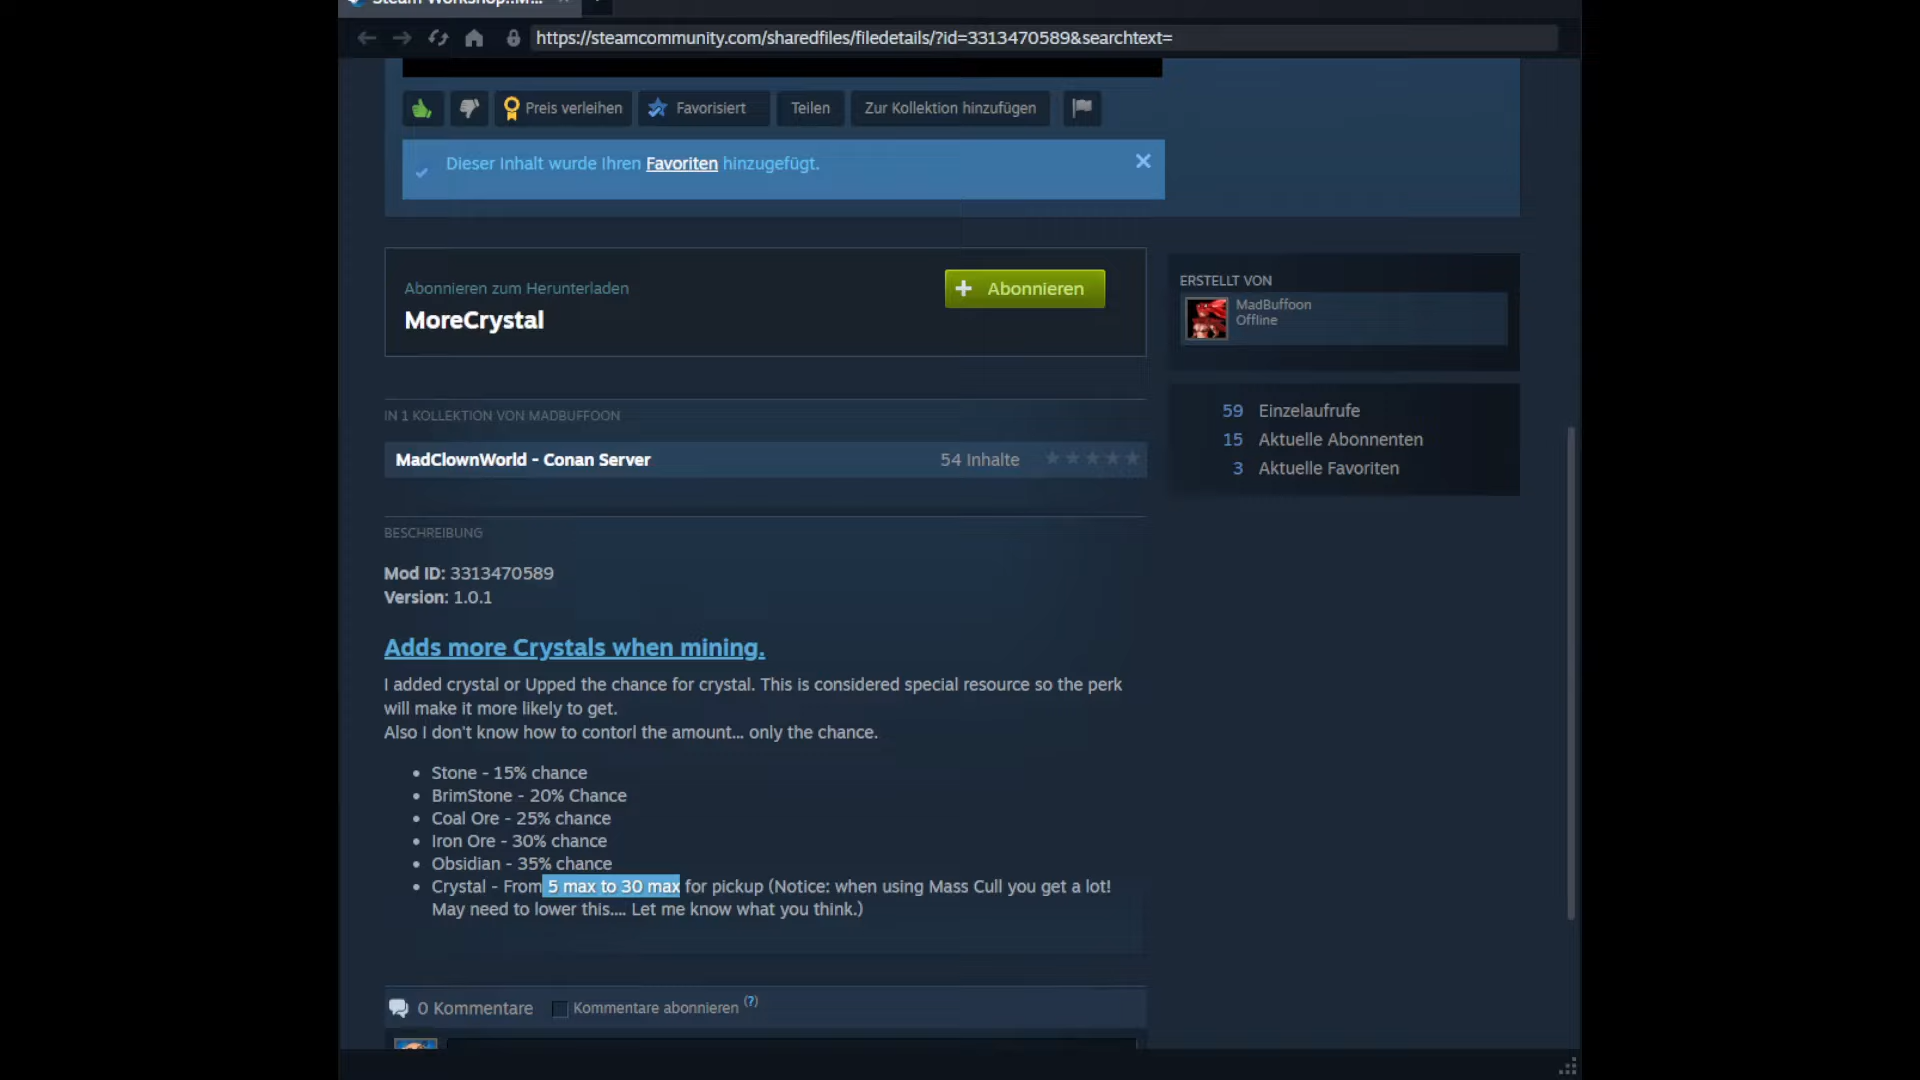 Steam Workshop::M...
https://steamcommunity.com/sharedfiles/filedetails/?id=3313470589&searchtext=
Preis verleihen
Favorisiert
Teilen
Zur Kollektion hinzufügen
Dieser Inhalt wurde Ihren Favoriten hinzugefügt.
Abonnieren zum Herunterladen
MoreCrystal
Abonnieren
ERSTELLT VON
MadBuffoon
Offline
59 Einzelaufrufe
15 Aktuelle Abonnenten
3 Aktuelle Favoriten
IN 1 KOLLEKTION VON MADBUFFOON
MadClownWorld - Conan Server 54 Inhalte
BESCHREIBUNG
Mod ID: 3313470589
Version: 1.0.1
Adds more Crystals when mining.
I added crystal or Upped the chance for crystal. This is considered special resource so the perk
will make it more likely to get.
Also I don't know how to contorl the amount... only the chance.
• Stone - 15% chance
• BrimStone - 20% Chance
• Coal Ore - 25% chance
• Iron Ore - 30% chance
• Obsidian - 35% chance
• Crystal - From 5 max to 30 max for pickup (Notice: when using Mass Cull you get a lot!
May need to lower this.... Let me know what you think.)
0 Kommentare
Kommentare abonnieren (?)